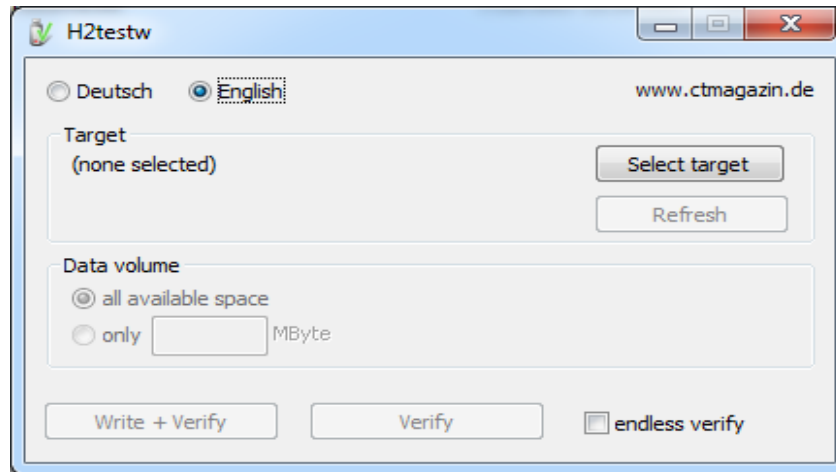 H2testw
Deutsch English www.ctmagazin.de
Target
(none selected) Select target
Refresh
Data volume
all available space
only MByte
Write + Verify Verify endless verify